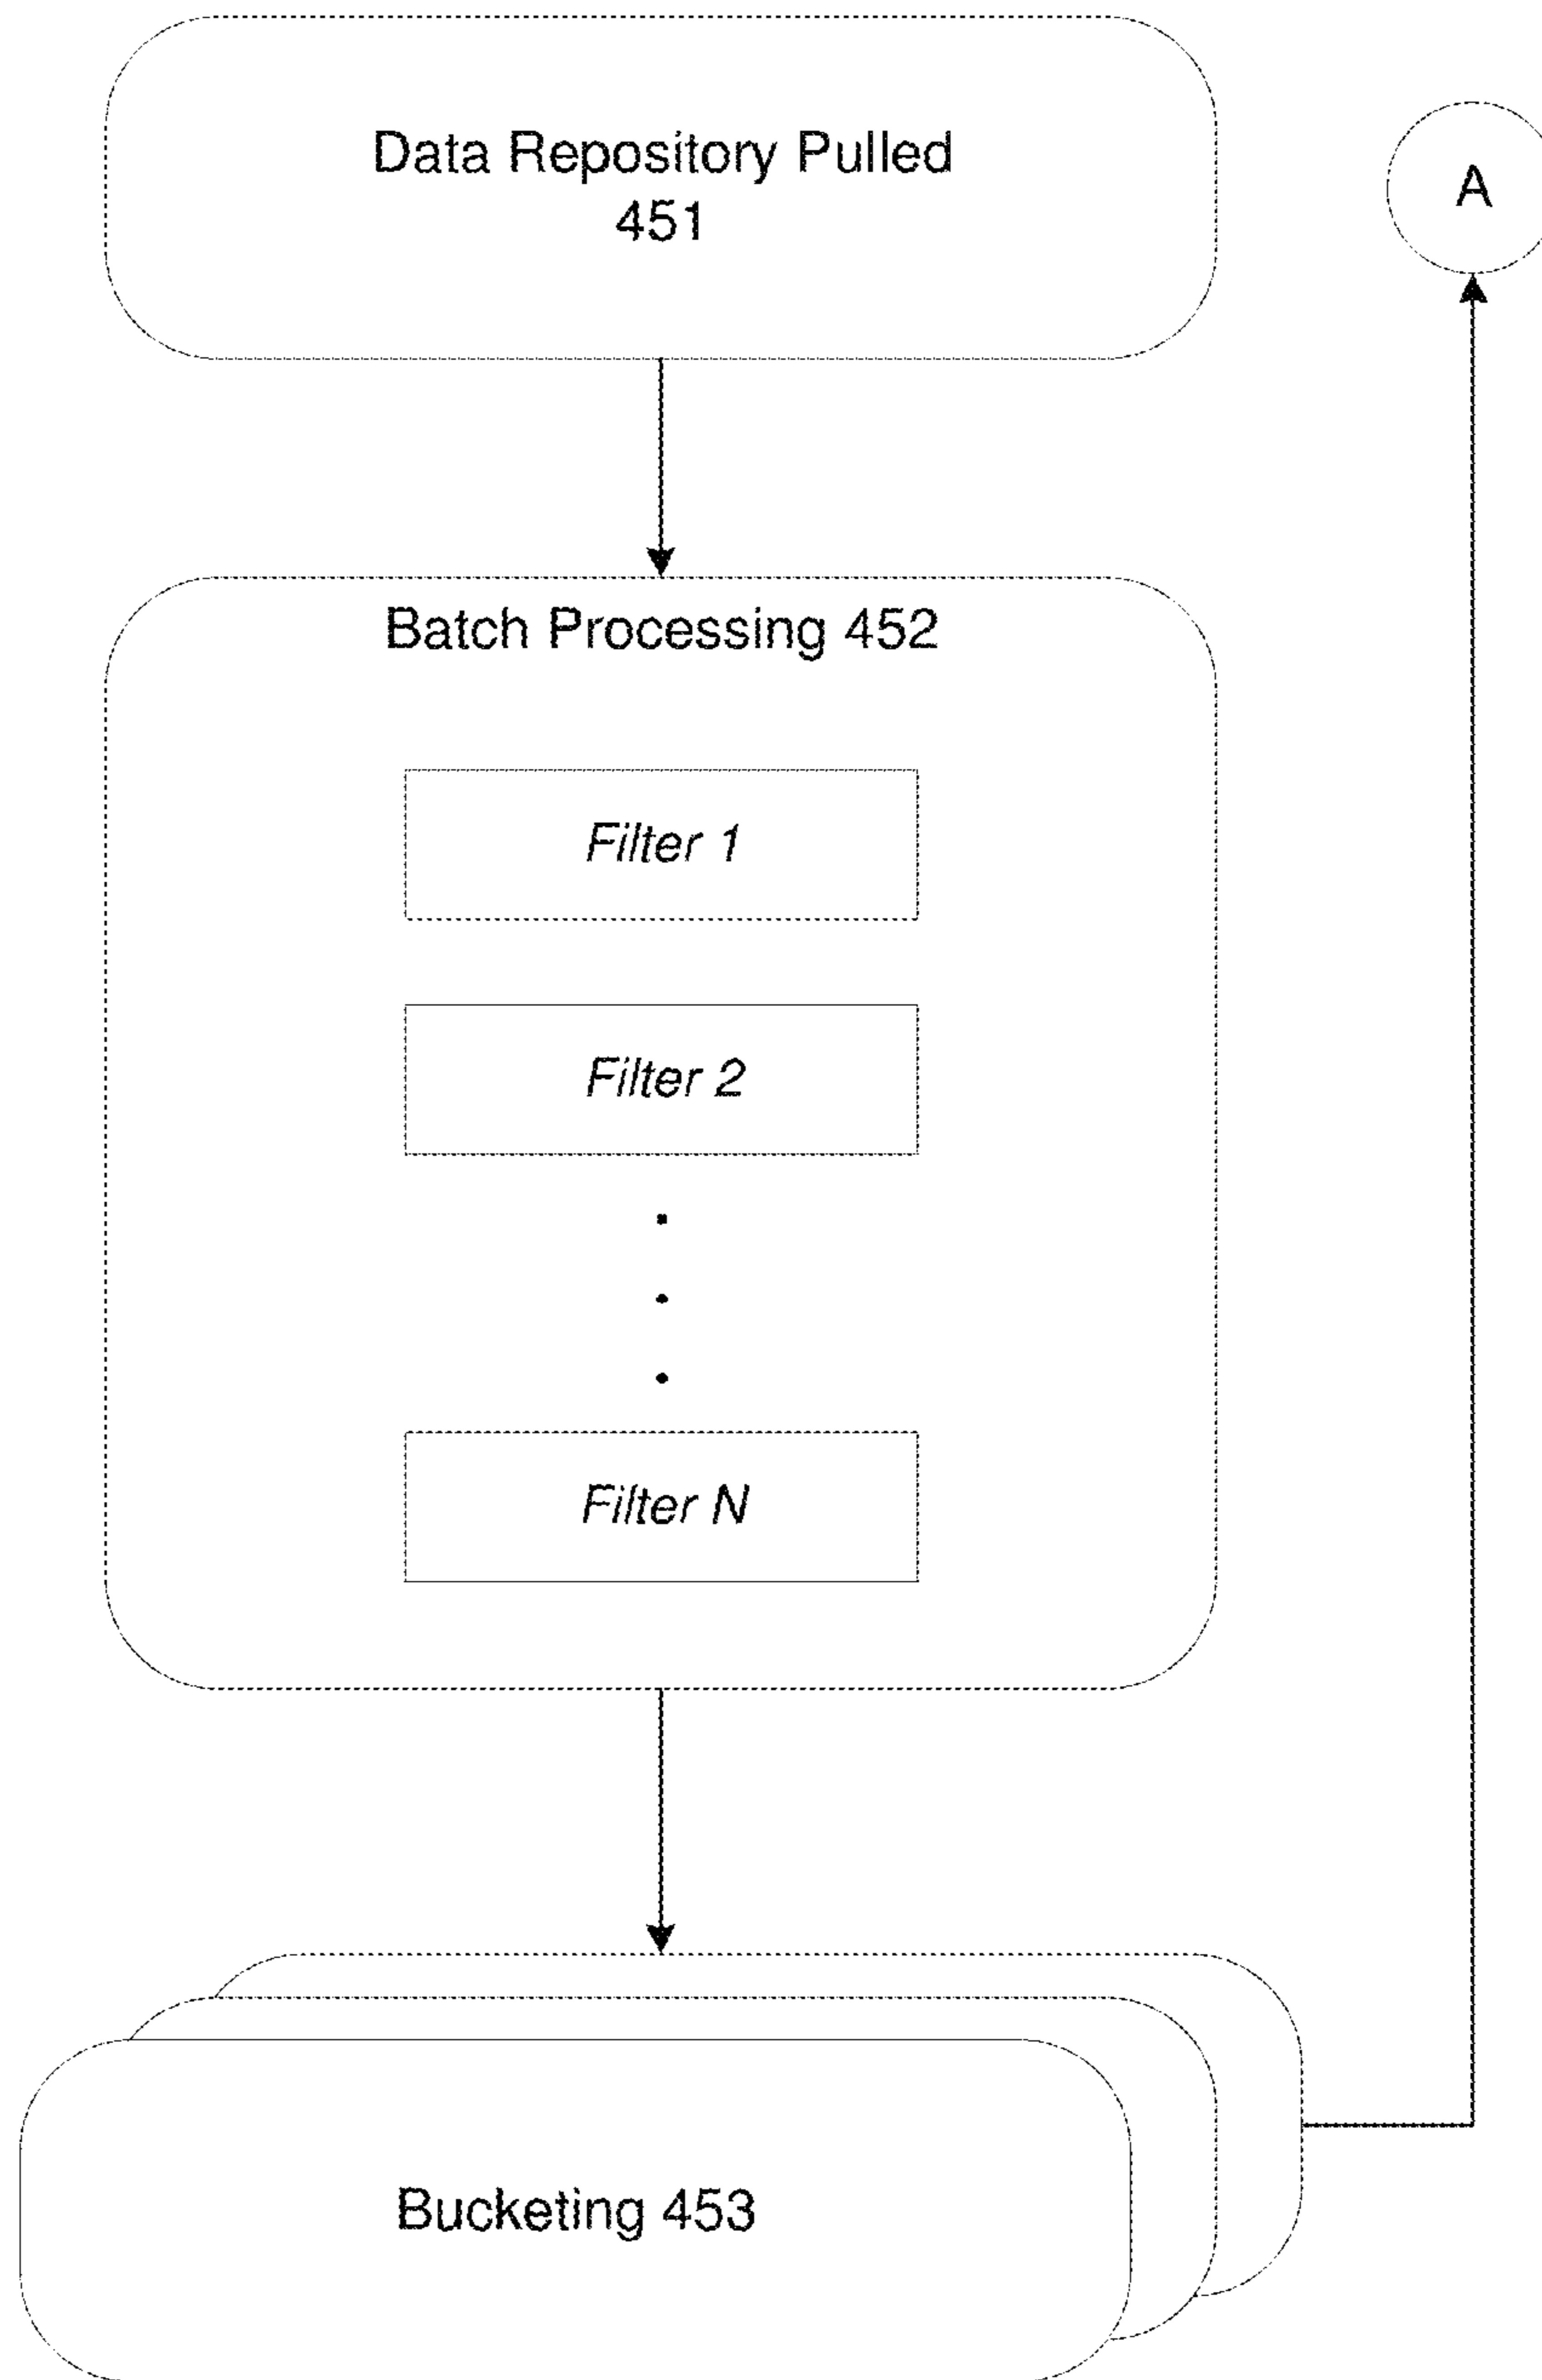 Data Repository Pulled
451
A
Batch Processing 452
Filter 1
Filter 2
Filter N
Bucketing 453